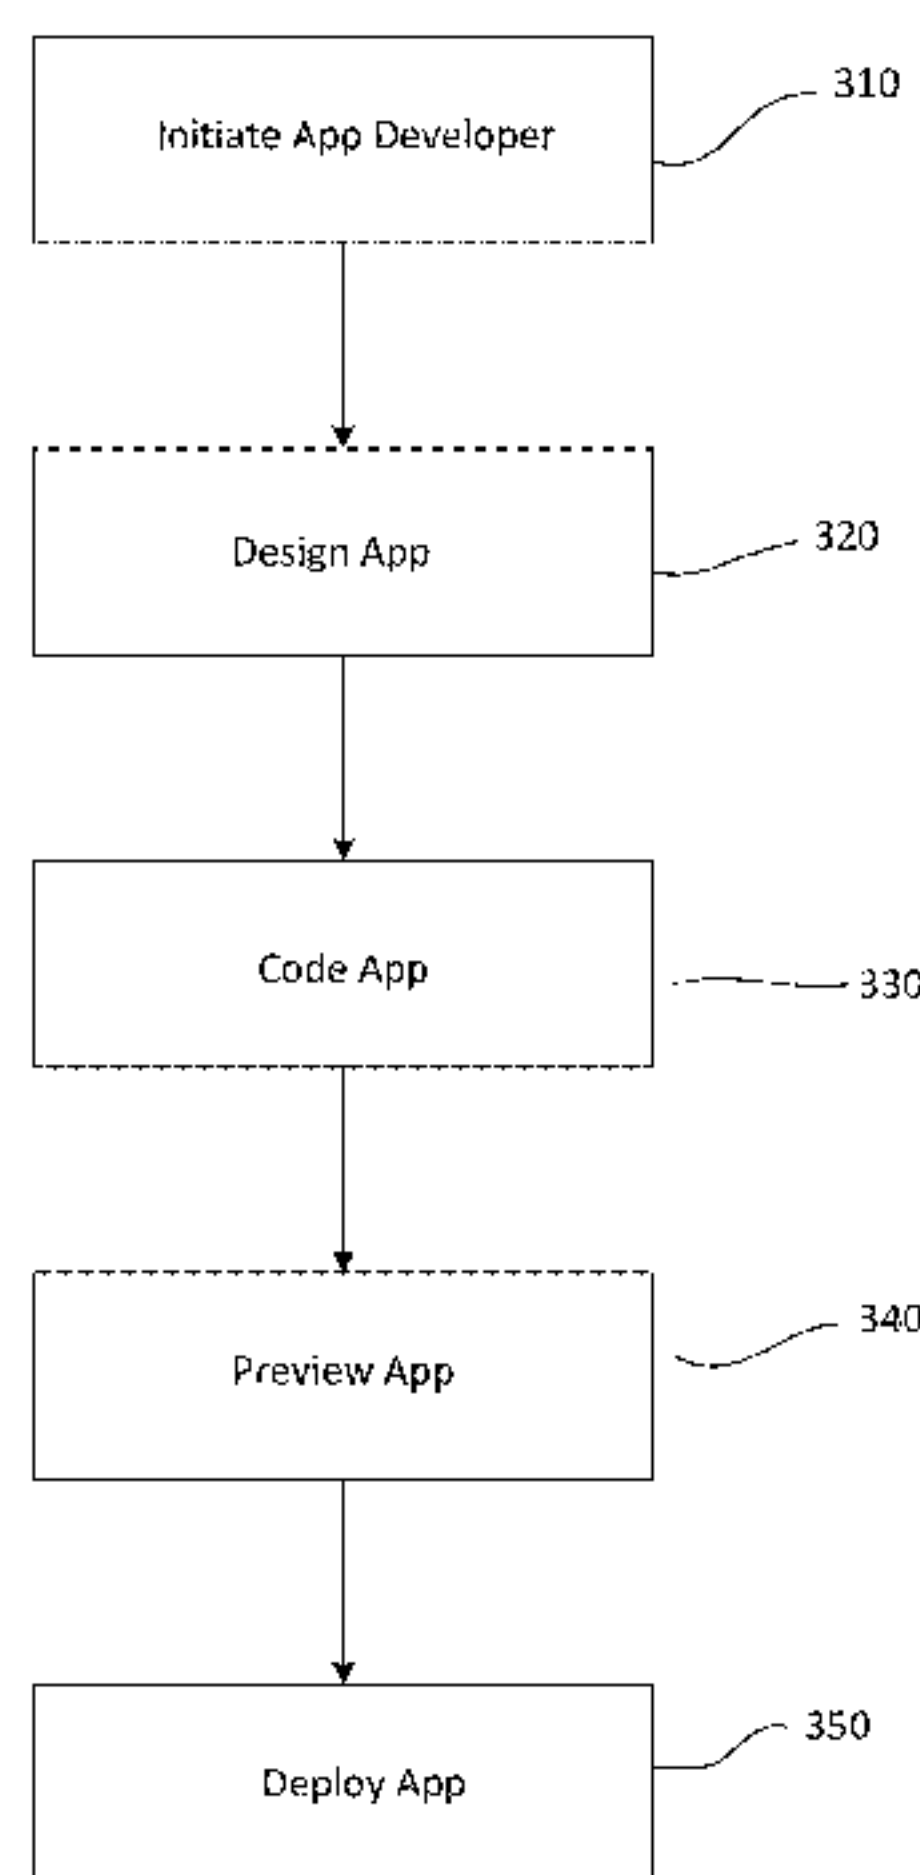 Initiate App Developer
310
Design App
320
Code App
330
Preview App
340
Deploy App
350